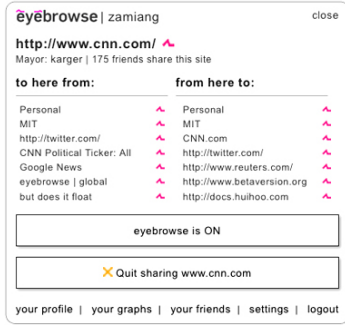 eyebrowse | zamiang
close
http://www.cnn.com/
Mayor: karger | 175 friends share this site
to here from:
Personal
MIT
http://twitter.com/
CNN Political Ticker: All
Google News
eyebrowse | global
but does it float
from here to:
Personal
MIT
CNN.com
http://twitter.com/
http://www.reuters.com/
http://www.betaversion.org
http://docs.huihoo.com
eyebrowse is ON
Quit sharing www.cnn.com
your profile | your graphs | your friends | settings | logout